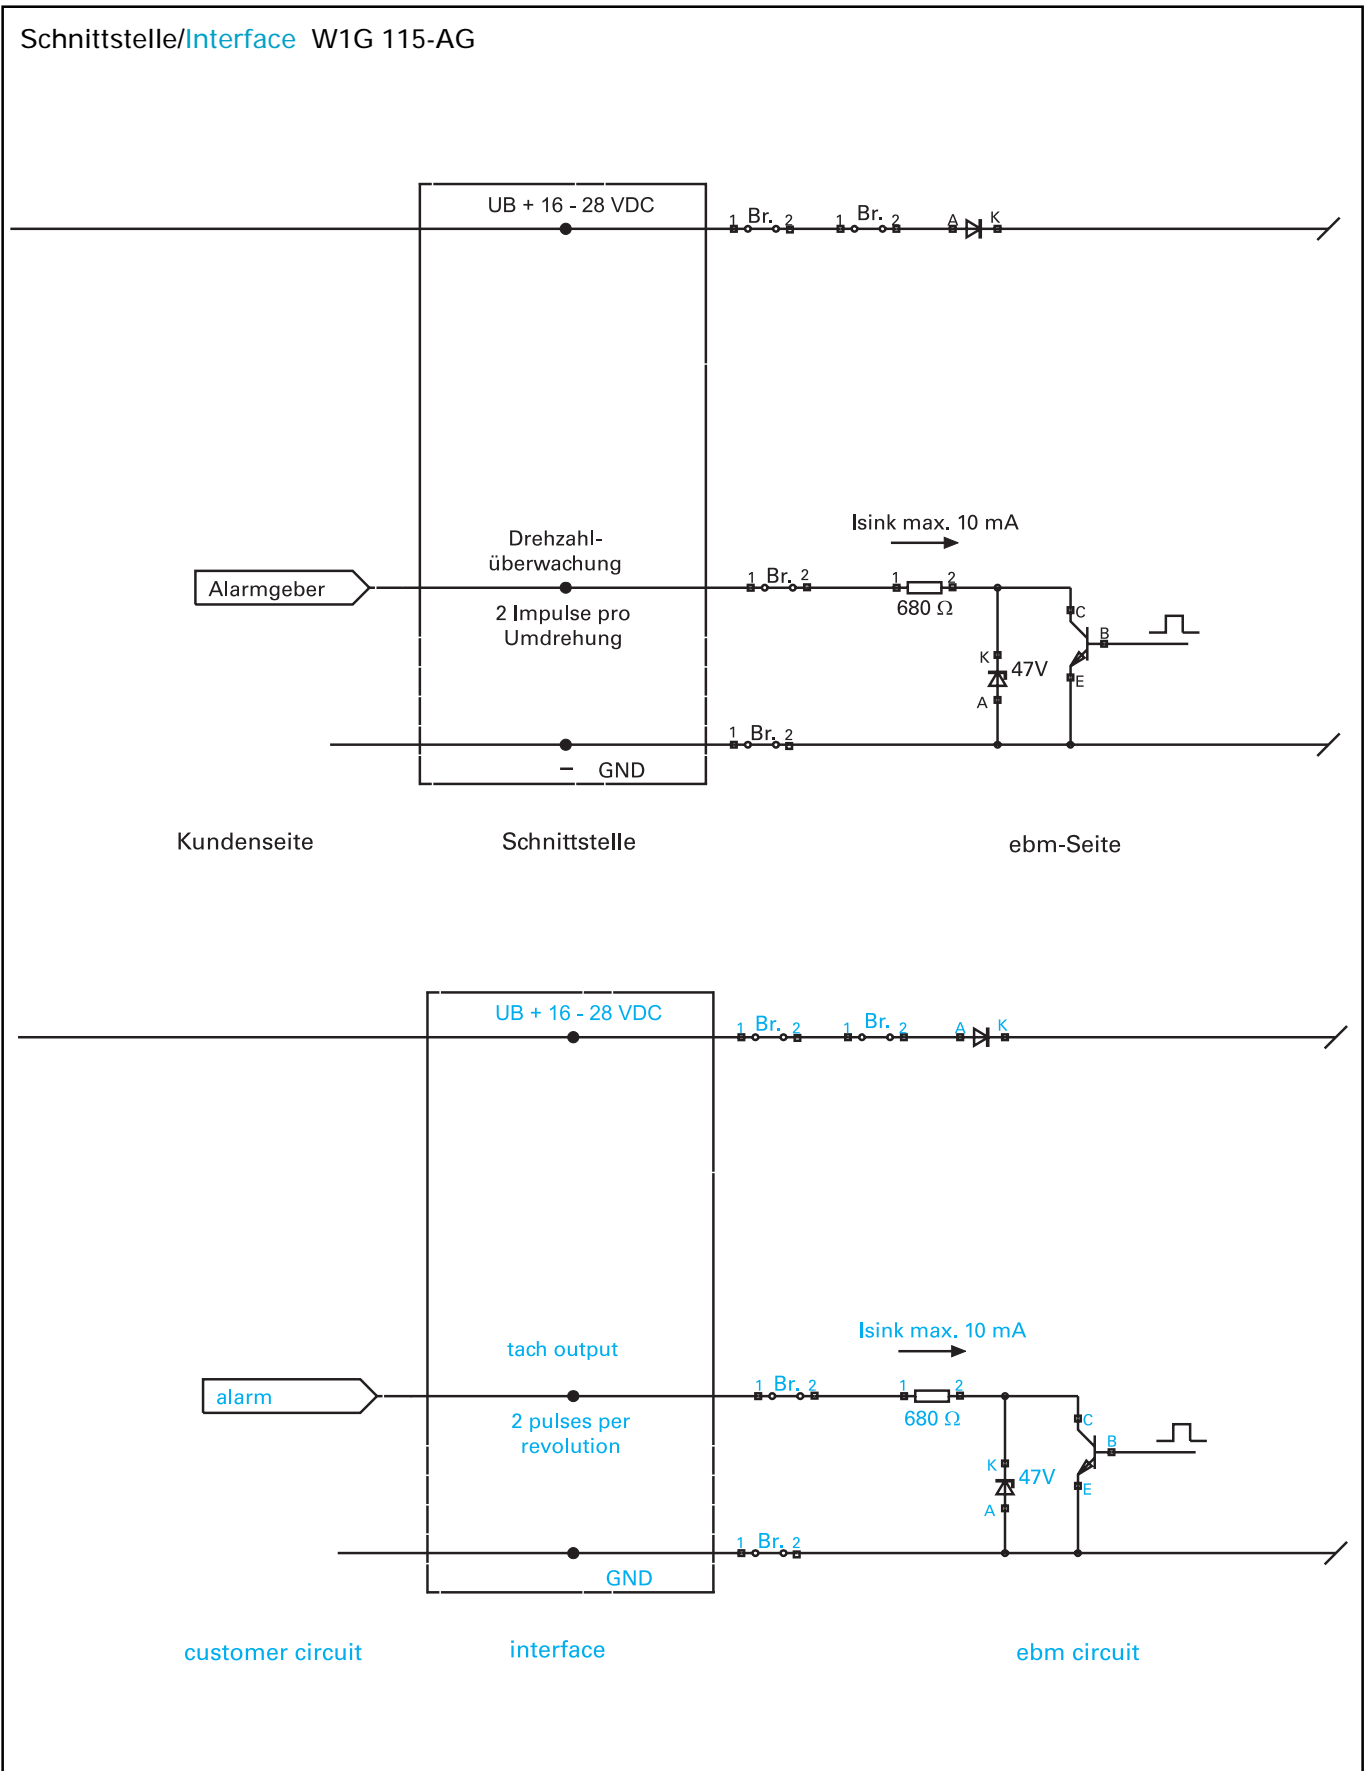 Schnittstelle/Interface W1G 115-AG
UB + 16 - 28 VDC
1 Br. 2 1 Br. 2 A K
Isink max. 10 mA
Drehzahl-
überwachung
Alarmgeber
1 Br. 2 1 2
680 Ω
2 Impulse pro
Umdrehung
C
B
K 47V
E
A
1 Br. 2
– GND
Kundenseite Schnittstelle ebm-Seite
UB + 16 - 28 VDC
1 Br. 2 1 Br. 2 A K
Isink max. 10 mA
tach output
alarm
1 Br. 2 1 2
680 Ω
2 pulses per
revolution
C
B
K 47V
E
A
1 Br. 2
GND
customer circuit interface ebm circuit